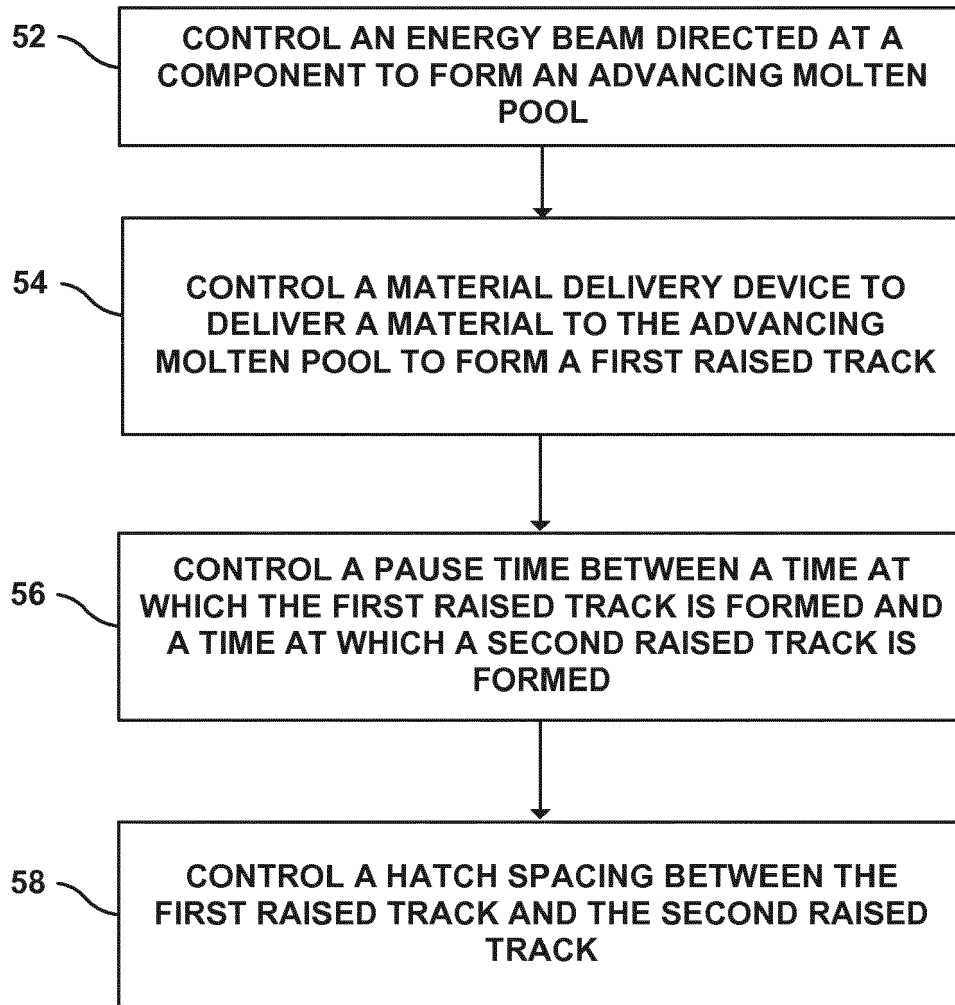 52
CONTROL AN ENERGY BEAM DIRECTED AT A
COMPONENT TO FORM AN ADVANCING MOLTEN
POOL
54
CONTROL A MATERIAL DELIVERY DEVICE TO
DELIVER A MATERIAL TO THE ADVANCING
MOLTEN POOL TO FORM A FIRST RAISED TRACK
56
CONTROL A PAUSE TIME BETWEEN A TIME AT
WHICH THE FIRST RAISED TRACK IS FORMED AND
A TIME AT WHICH A SECOND RAISED TRACK IS
FORMED
58
CONTROL A HATCH SPACING BETWEEN THE
FIRST RAISED TRACK AND THE SECOND RAISED
TRACK